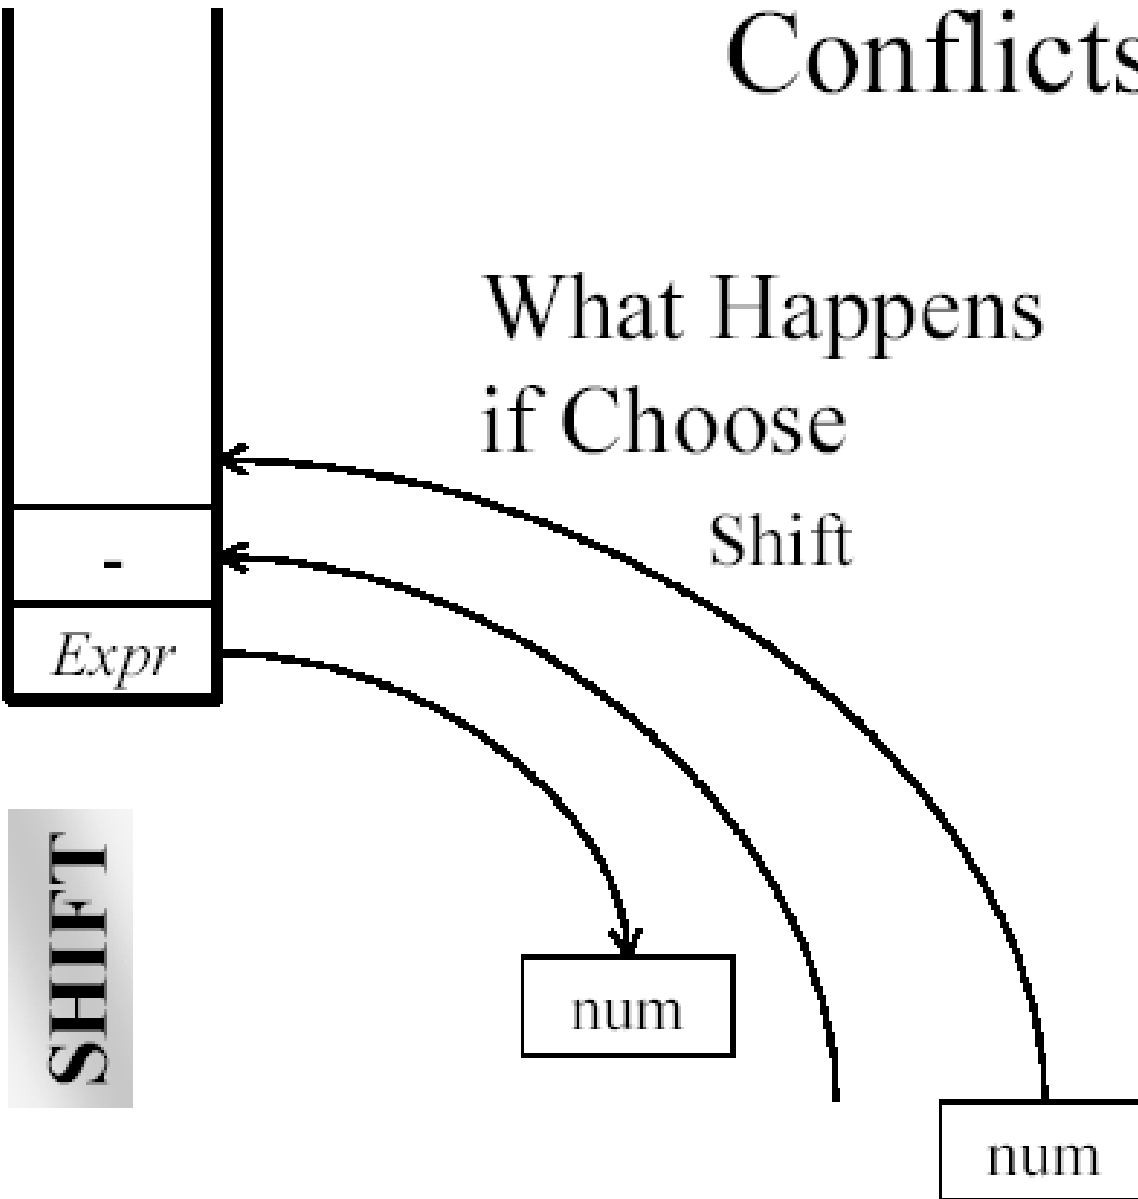 Conflicts
What Happens
if Choose
Shift
-
Expr
SHIFT
num
num